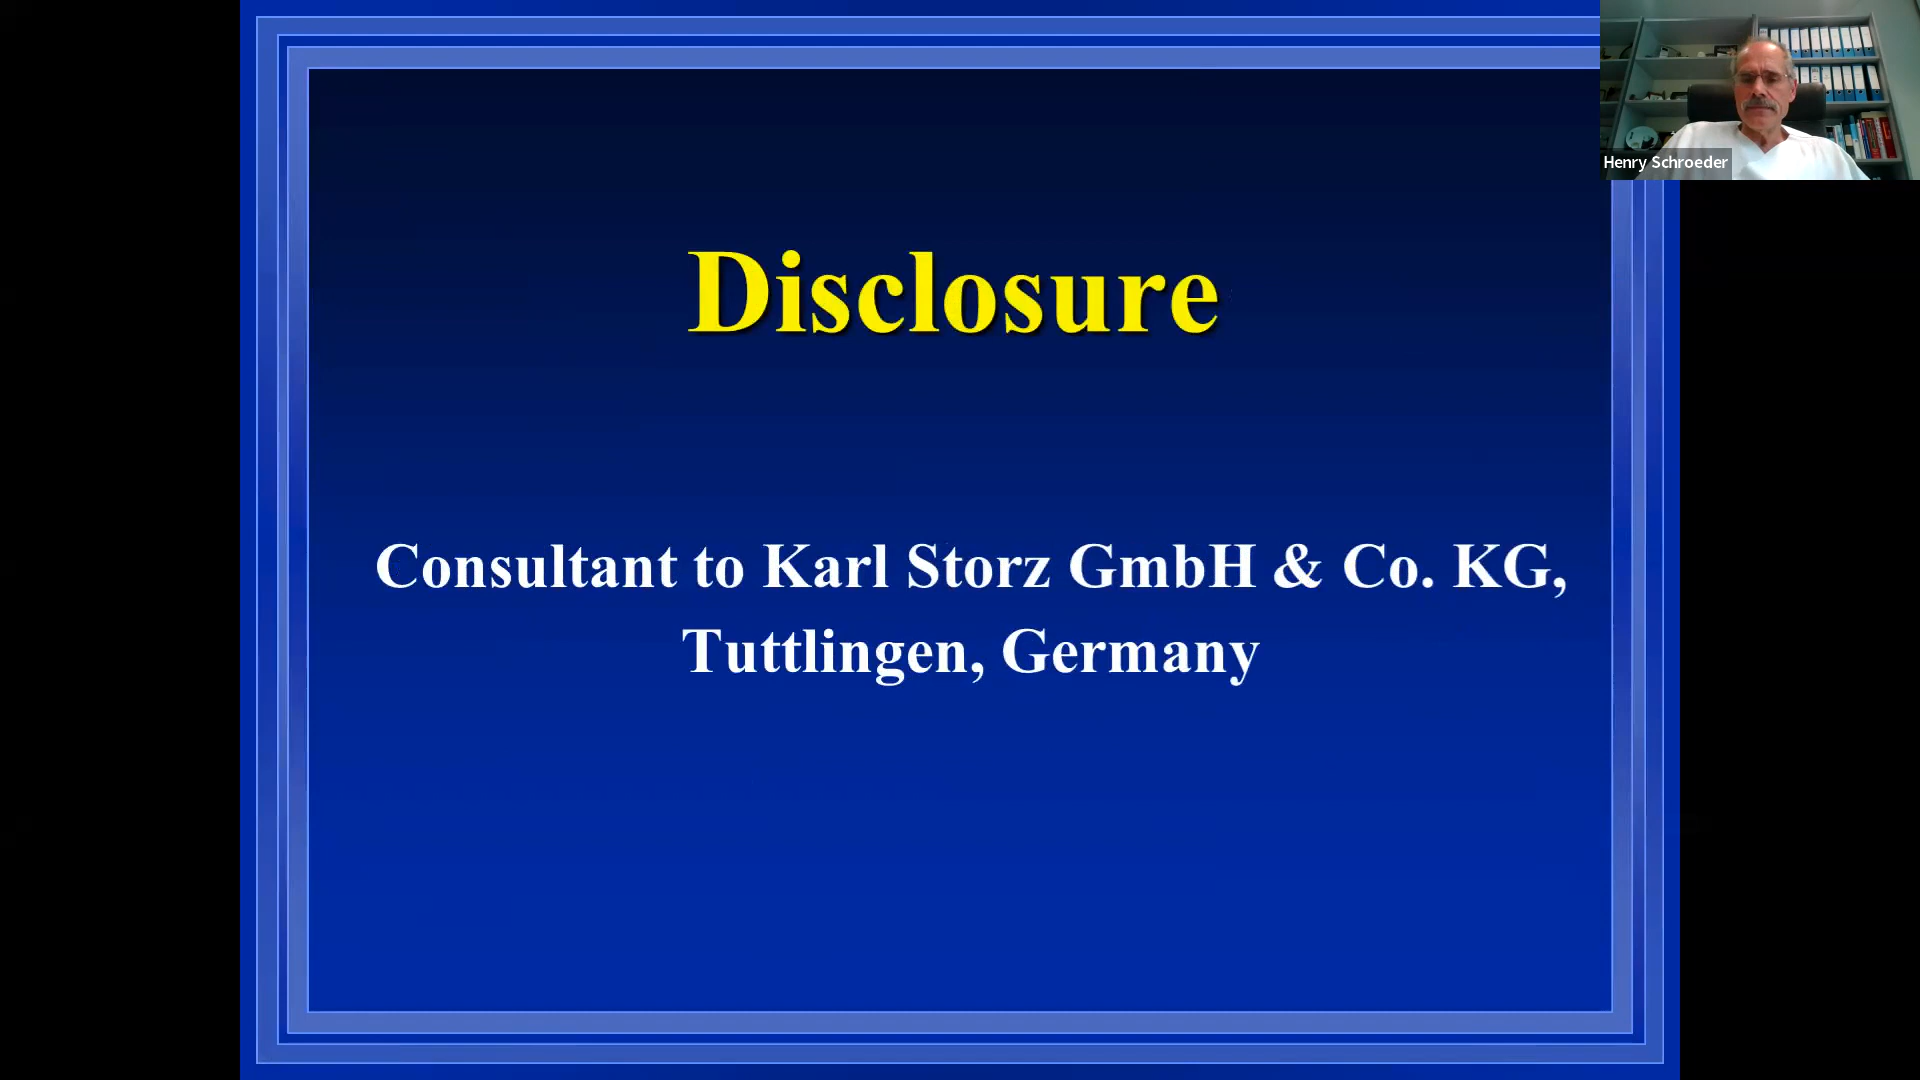 Disclosure
Consultant to Karl Storz GmbH & Co. KG,
Tuttlingen, Germany
Henry Schroeder